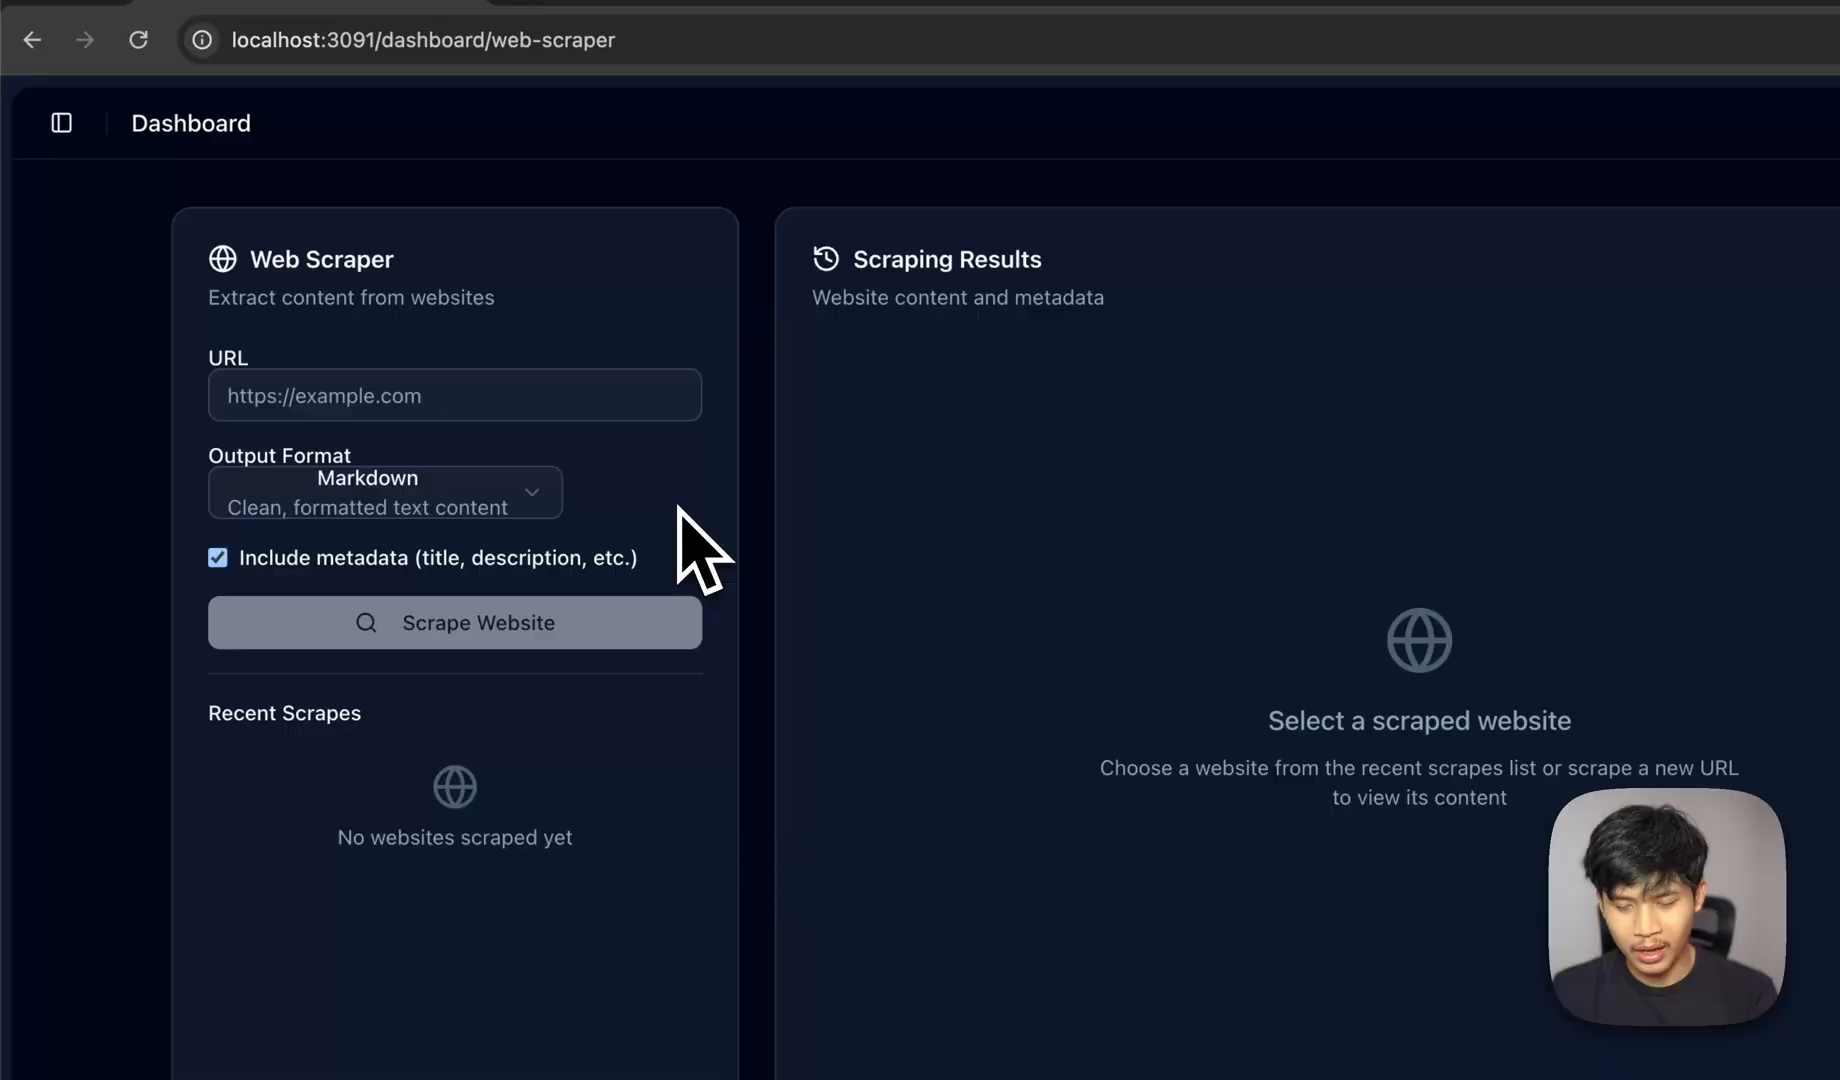 localhost:3091/dashboard/web-scraper
Dashboard
Web Scraper
Extract content from websites
URL
https://example.com
Output Format
Markdown
Clean, formatted text content
Include metadata (title, description, etc.)
Scrape Website
Recent Scrapes
No websites scraped yet
Scraping Results
Website content and metadata
Select a scraped website
Choose a website from the recent scrapes list or scrape a new URL
to view its content